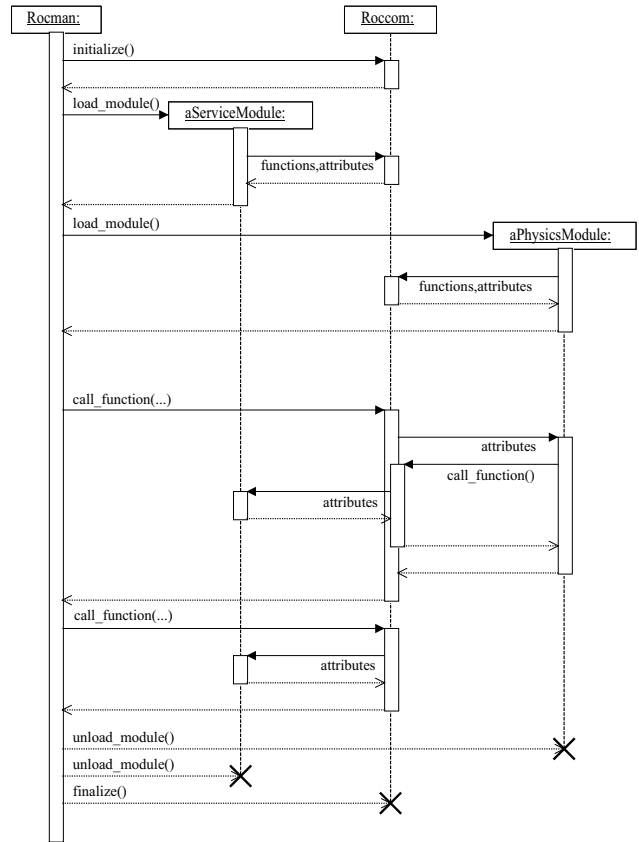 Rocman:
Roccom:
initialize()
load_module()
aServiceModule:
functions,attributes
load_module()
aPhysicsModule:
functions,attributes
call_function(...)
attributes
call_function()
attributes
call_function(...)
attributes
unload_module()
unload_module()
finalize()